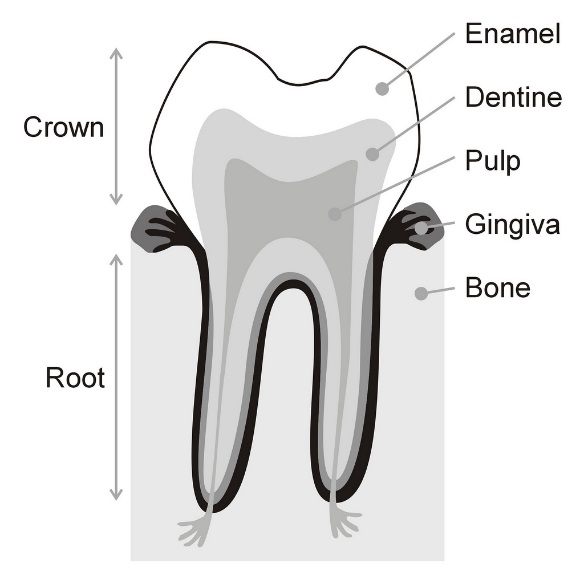 Enamel
Dentine
Crown
Pulp
Gingiva
Bone
Root